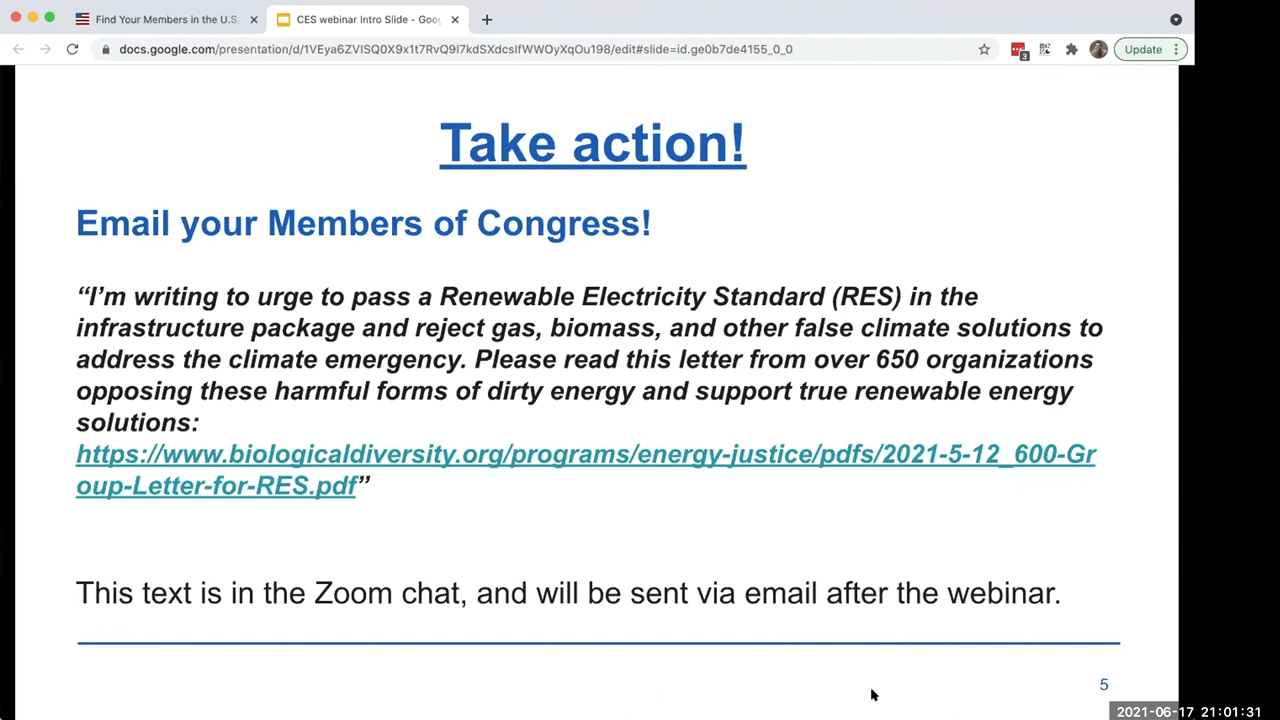 Find Your Members in the U.S.
CES webinar Intro Slide - Goo
docs.google.com/presentation/d/1VEya6ZVlSQ0X9x1t7RvQ9I7kdSXdcslfWWOyXqOu198/edit#slide=id.ge0b7de4155_0_0
3
Update
Take action!
Email your Members of Congress!
“I’m writing to urge to pass a Renewable Electricity Standard (RES) in the
infrastructure package and reject gas, biomass, and other false climate solutions to
address the climate emergency. Please read this letter from over 650 organizations
opposing these harmful forms of dirty energy and support true renewable energy
solutions:
https://www.biologicaldiversity.org/programs/energy-justice/pdfs/2021-5-12_600-Gr
oup-Letter-for-RES.pdf”
This text is in the Zoom chat, and will be sent via email after the webinar.
5
2021-06-17 21:01:31